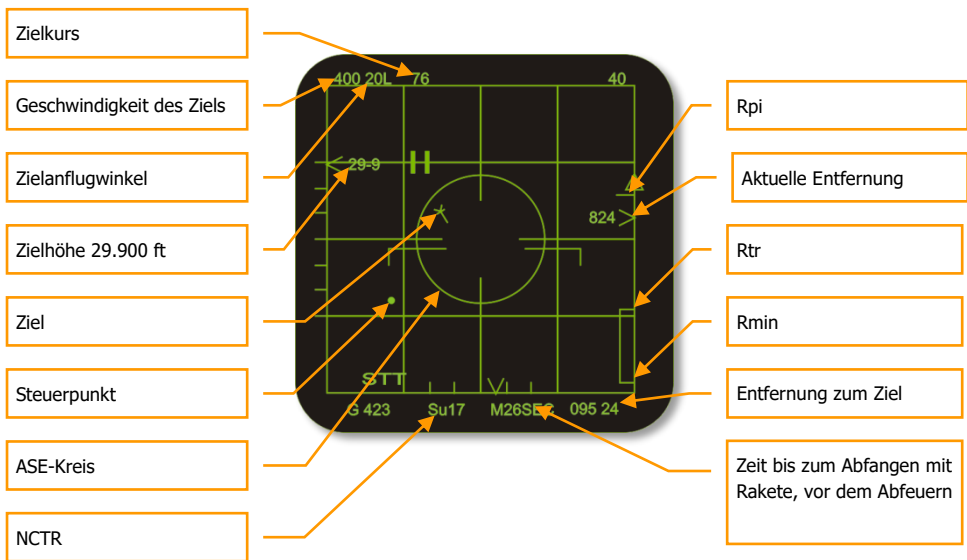 Zielkurs
Geschwindigkeit des Ziels
Zielanflugwinkel
Zielhöhe 29.900 ft
Ziel
Steuerpunkt
ASE-Kreis
NCTR
400 20L 76 40
29-9
824
STT
G 423 Su17 M26SEC 095 24
Rpi
Aktuelle Entfernung
Rtr
Rmin
Entfernung zum Ziel
Zeit bis zum Abfangen mit
Rakete, vor dem Abfeuern